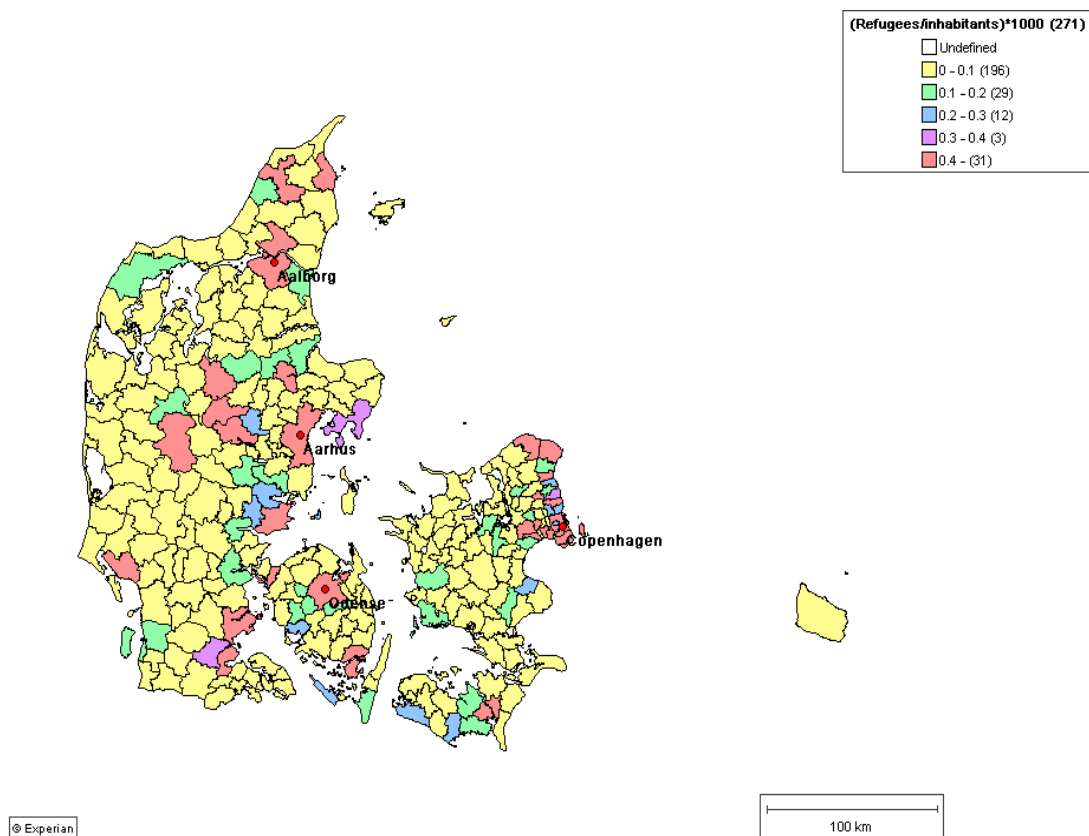 (Refugees/inhabitants)*1000 (271)
Undefined
0 - 0.1 (196)
0.1 - 0.2 (29)
0.2 - 0.3 (12)
0.3 - 0.4 (3)
0.4 - (31)
Aalborg
Aarhus
Copenhagen
Odense
100 km
© Experian